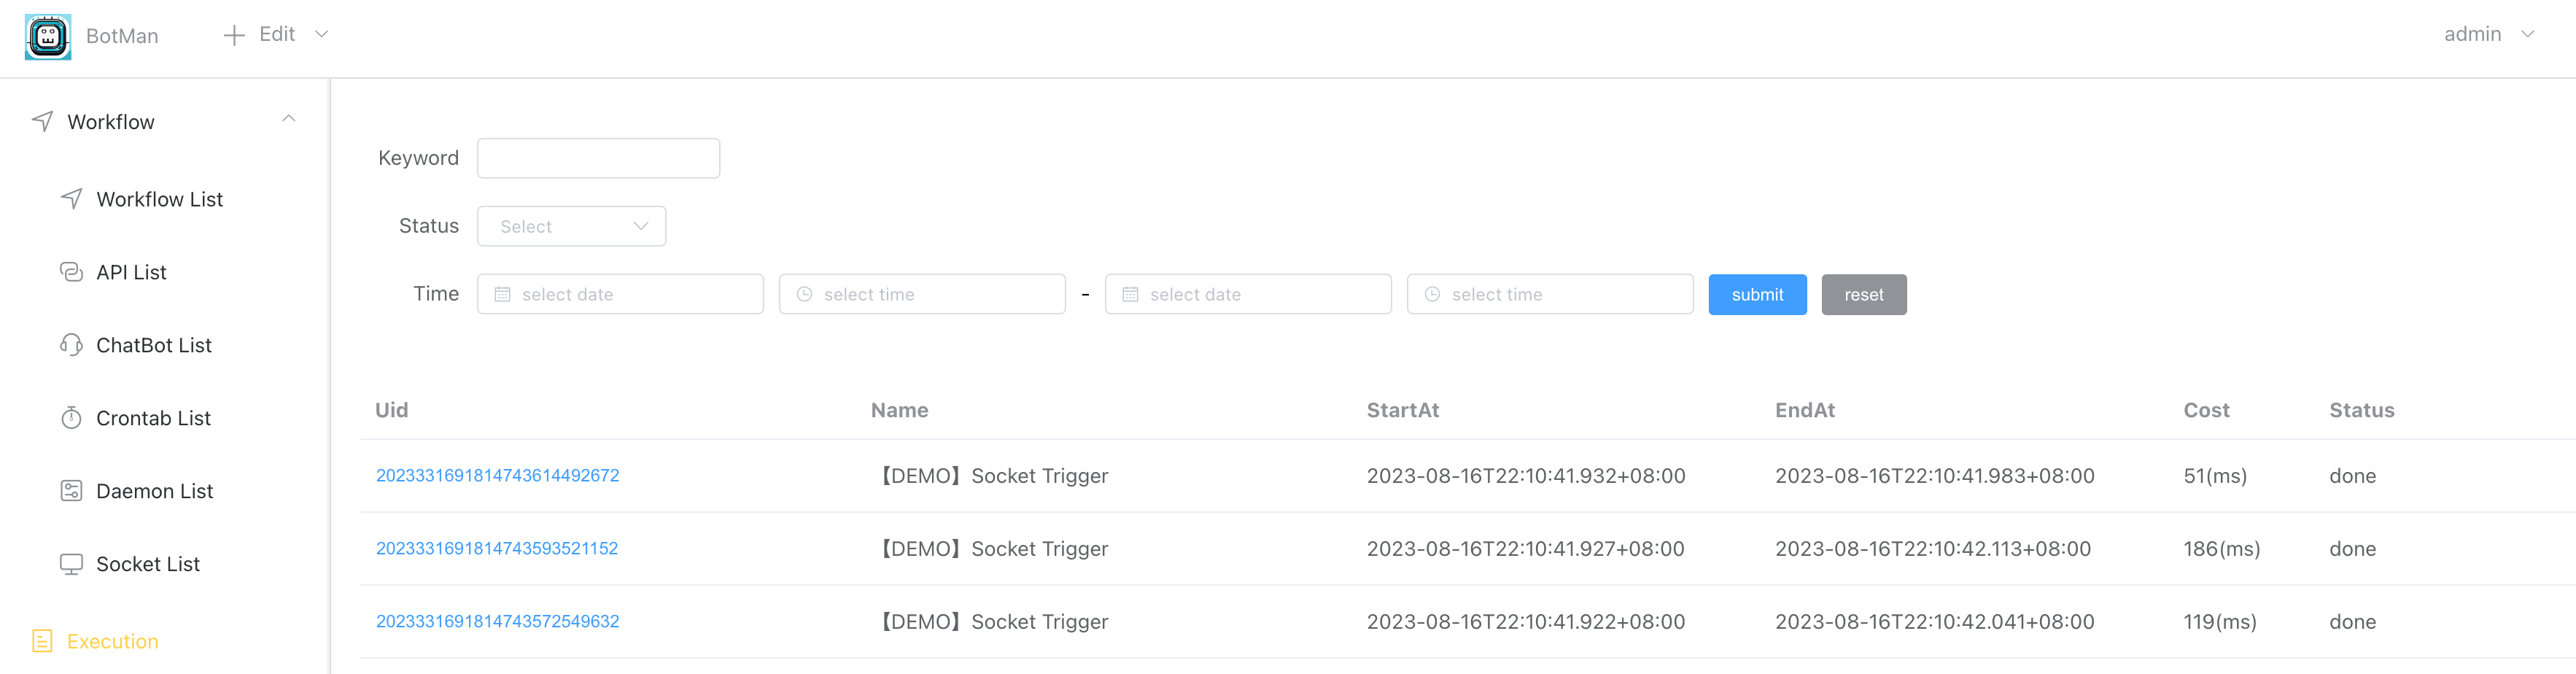 BotMan
Edit
admin
Workflow
Workflow List
API List
ChatBot List
Crontab List
Daemon List
Socket List
Execution
Keyword
Status Select
Time select date select time - select date select time submit reset
Uid Name StartAt EndAt Cost Status
2023331691814743614492672 【DEMO】Socket Trigger 2023-08-16T22:10:41.932+08:00 2023-08-16T22:10:41.983+08:00 51(ms) done
2023331691814743593521152 【DEMO】Socket Trigger 2023-08-16T22:10:41.927+08:00 2023-08-16T22:10:42.113+08:00 186(ms) done
2023331691814743572549632 【DEMO】Socket Trigger 2023-08-16T22:10:41.922+08:00 2023-08-16T22:10:42.041+08:00 119(ms) done